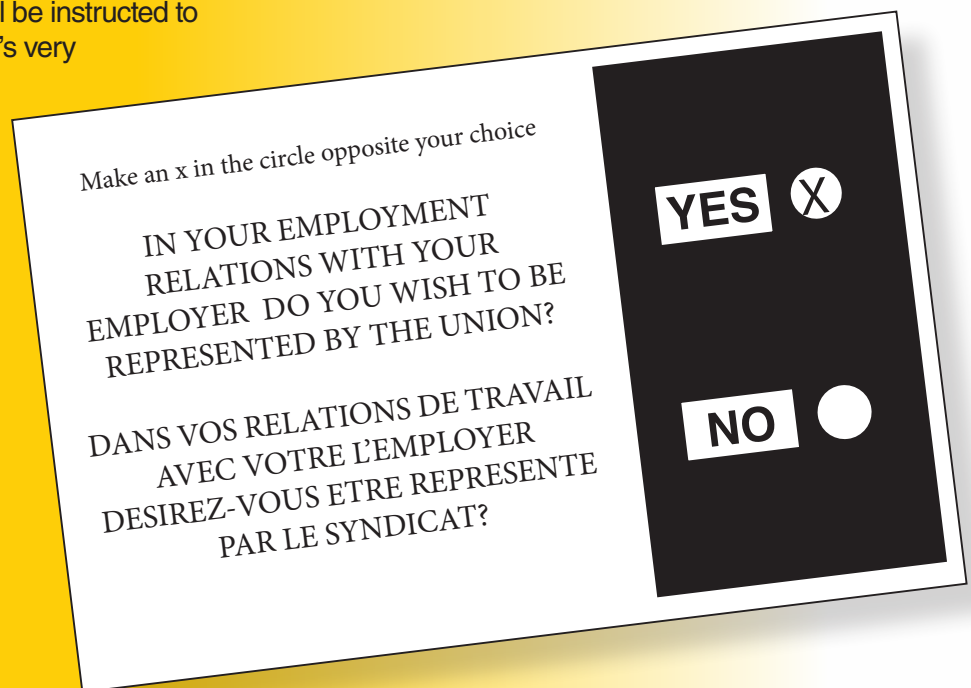 l be instructed to
's very
Make an x in the circle opposite your choice
IN YOUR EMPLOYMENT
RELATIONS WITH YOUR
EMPLOYER DO YOU WISH TO BE
REPRESENTED BY THE UNION?
DANS VOS RELATIONS DE TRAVAIL
AVEC VOTRE L'EMPLOYER
DESIREZ-VOUS ETRE REPRESENTE
PAR LE SYNDICAT?
YES X
NO